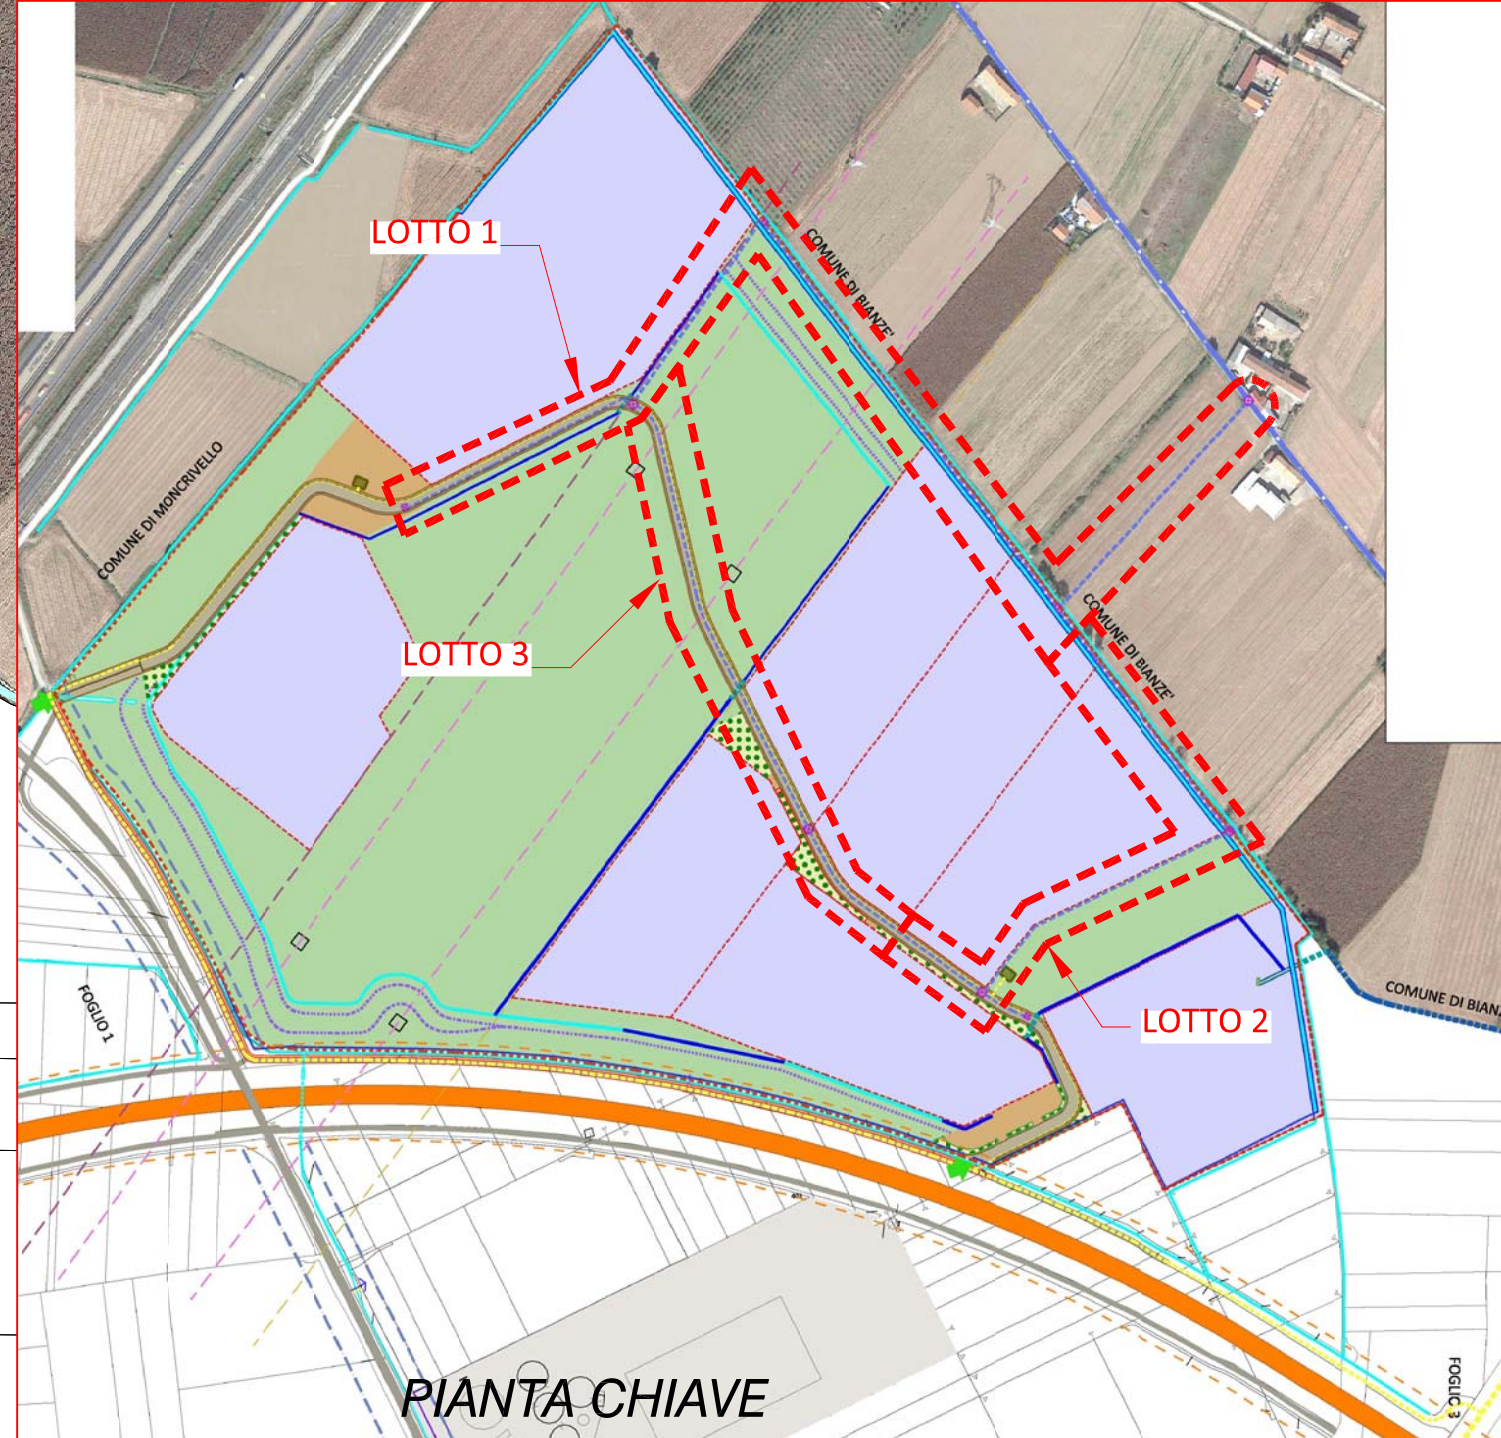 LOTTO 1
COMUNE DI BIANZE'
COMUNE DI MONCRIVELLO
LOTTO 3
COMUNE DI BIANZE'
FOGLIO 1
COMUNE DI BIANZ
LOTTO 2
FOGLIO 3
PIANTA CHIAVE